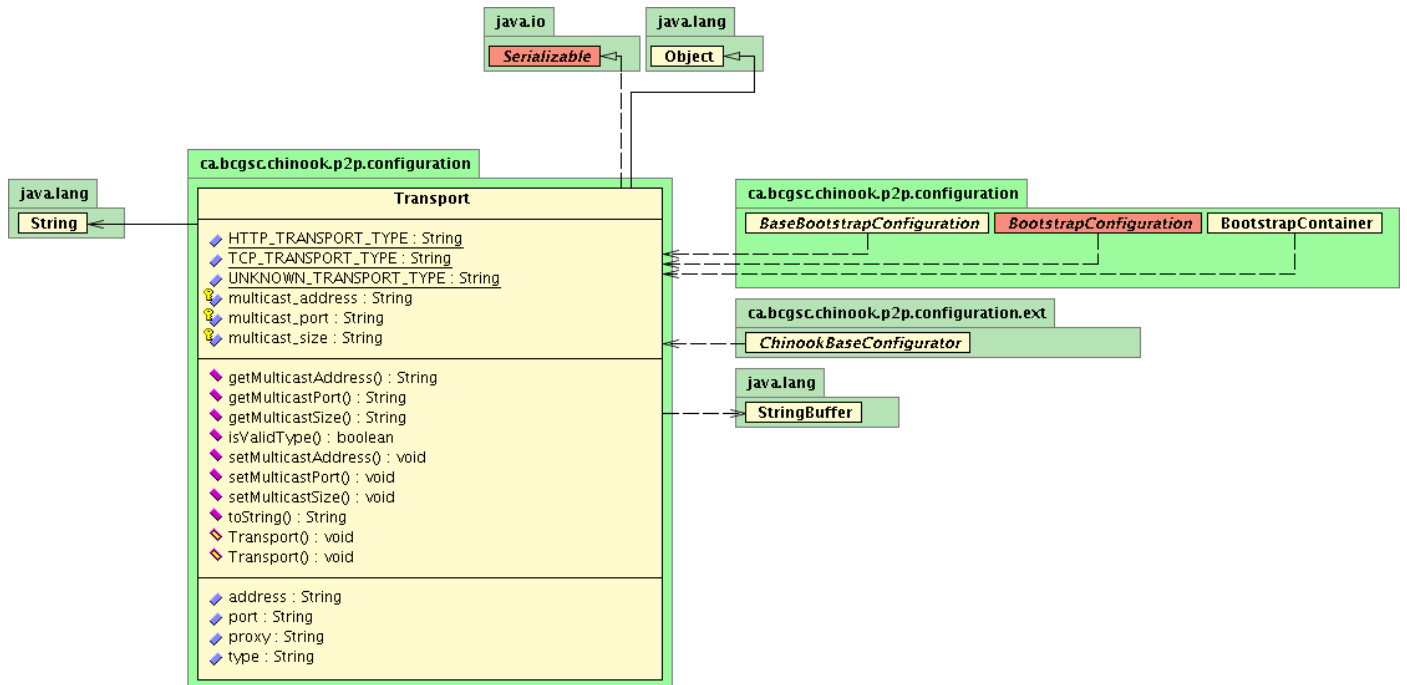 java.io
java.lang
Serializable
Object
ca.bcgsc.chinook.p2p.configuration
java.lang
String
Transport
HTTP_TRANSPORT_TYPE : String
TCP_TRANSPORT_TYPE : String
UNKNOWN_TRANSPORT_TYPE : String
multicast_address : String
multicast_port : String
multicast_size : String
getMulticastAddress() : String
getMulticastPort() : String
getMulticastSize() : String
isValidType() : boolean
setMulticastAddress() : void
setMulticastPort() : void
setMulticastSize() : void
toString() : String
Transport() : void
Transport() : void
address : String
port : String
proxy : String
type : String
ca.bcgsc.chinook.p2p.configuration
BaseBootstrapConfiguration
BootstrapConfiguration
BootstrapContainer
ca.bcgsc.chinook.p2p.configuration.ext
ChinookBaseConfigurator
java.lang
StringBuffer